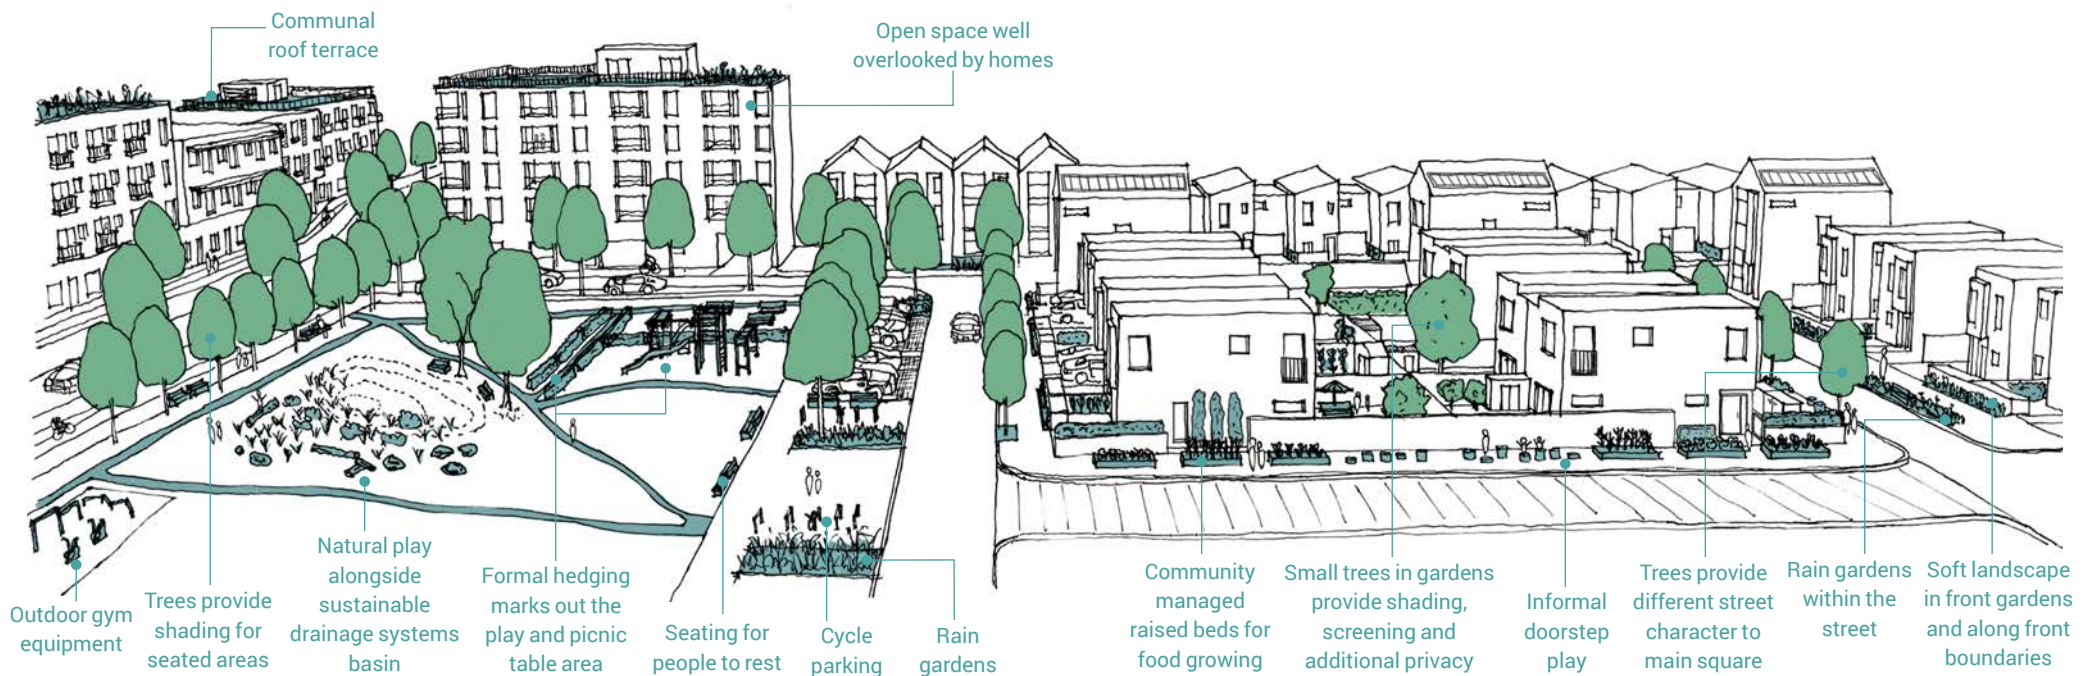 Communal
roof terrace
Open space well
overlooked by homes
Outdoor gym
equipment
Trees provide
shading for
seated areas
Natural play
alongside
sustainable
drainage systems
basin
Formal hedging
marks out the
play and picnic
table area
Seating for
people to rest
Cycle
parking
Rain
gardens
Community
managed
raised beds for
food growing
Small trees in gardens
provide shading,
screening and
additional privacy
Informal
doorstep
play
Trees provide
different street
character to
main square
Rain gardens
within the
street
Soft landscape
in front gardens
and along front
boundaries